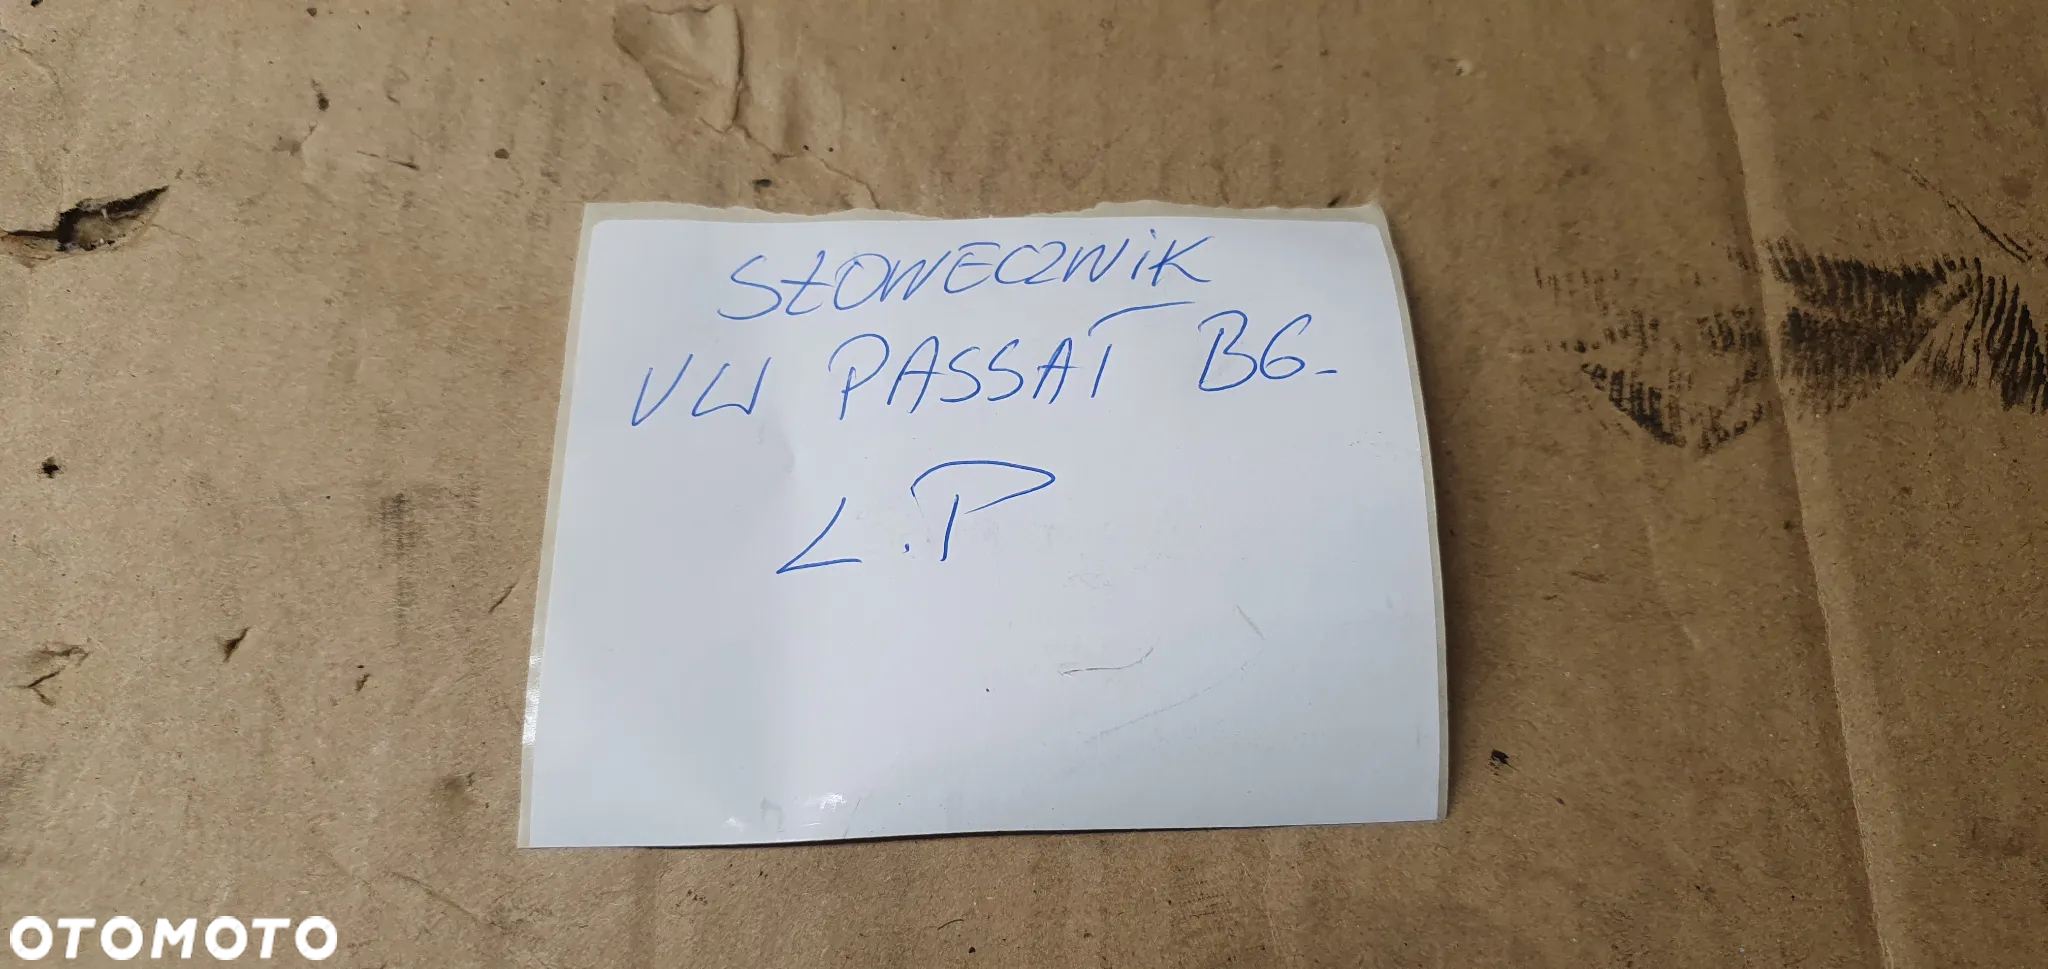 SŁONECZNIK
VW PASSAT B6-
L.P
OTOMOTO